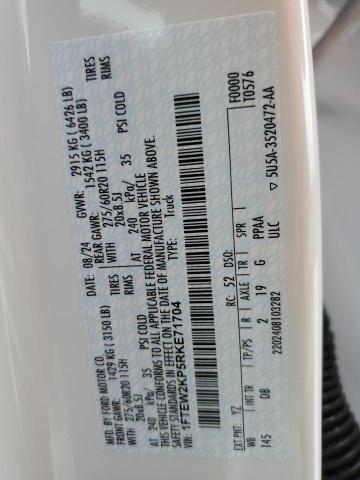 MFD. BY FORD MOTOR CO.
DATE: 08/24 GVWR: 2915 KG ( 6426 LB)
FRONT GAWR: 1429 KG ( 3150 LB) REAR GAWR: 1542 KG ( 3400 LB)
WITH 275/60R20 115H TIRES WITH 275/60R20 115H TIRES
20x8.5J RIMS 20x8.5J RIMS
AT 240 kPa/ 35 PSI COLD AT 240 kPa/ 35 PSI COLD
THIS VEHICLE CONFORMS TO ALL APPLICABLE FEDERAL MOTOR VEHICLE
SAFETY STANDARDS IN EFFECT ON THE DATE OF MANUFACTURE SHOWN ABOVE.
VIN: 1FTEW2KP5RKE71704 TYPE: Truck
F0000
T0576
EXT PNT: YZ RC: 52 DSO:
WB INT TR TP/PS R AXLE TR SPR
145 DB 2 19 G PPAA
ULC
2202408103282 5U5A-3520472-AA